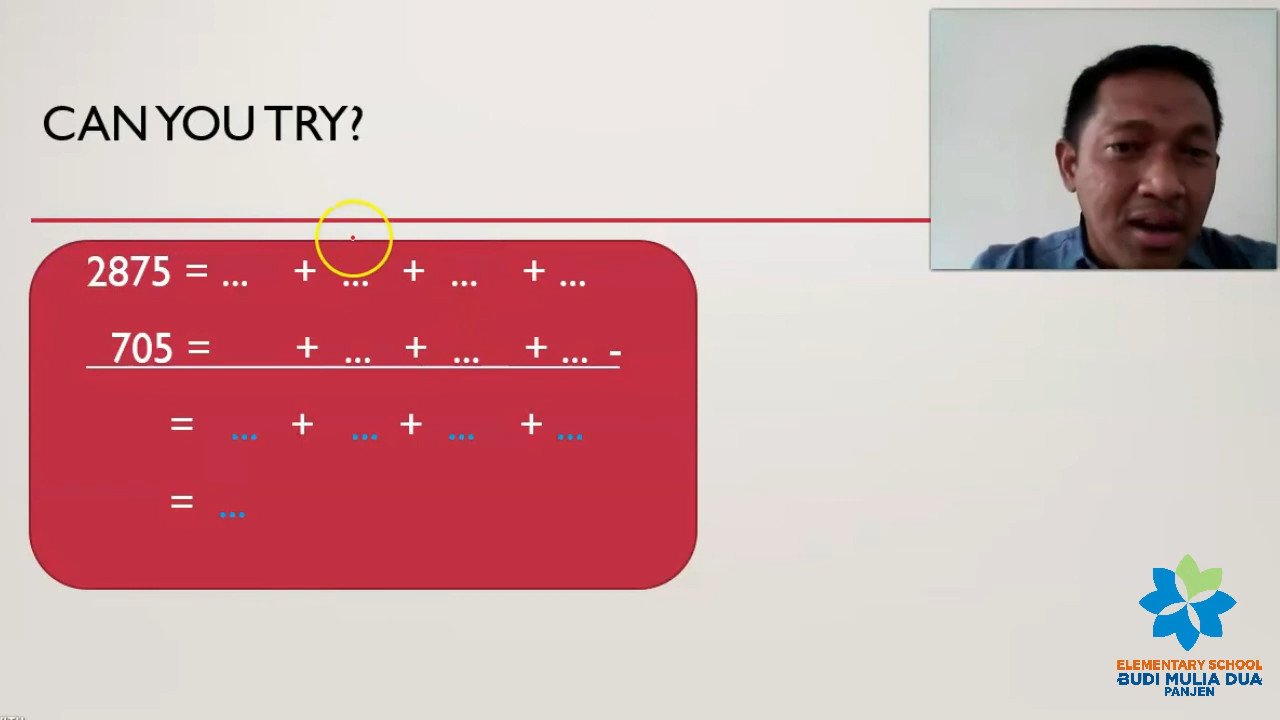 CAN YOU TRY?
2875 = ... + ... + ... + ...
705 = + ... + ... + ... -
= ... + ... + ... + ...
= ...
ELEMENTARY SCHOOL
BUDI MULIA DUA
PANJEN